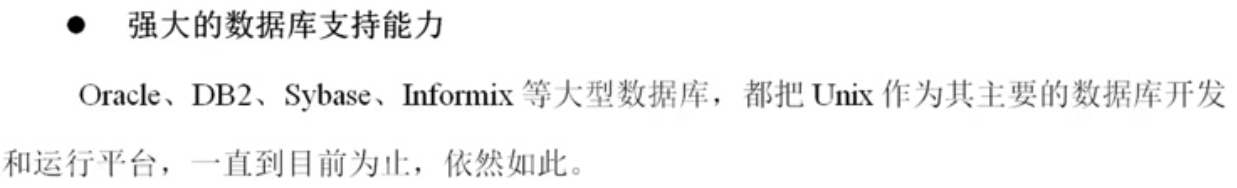 ● 强大的数据库支持能力
Oracle、DB2、Sybase、Informix 等大型数据库，都把 Unix 作为其主要的数据库开发
和运行平台，一直到目前为止，依然如此。